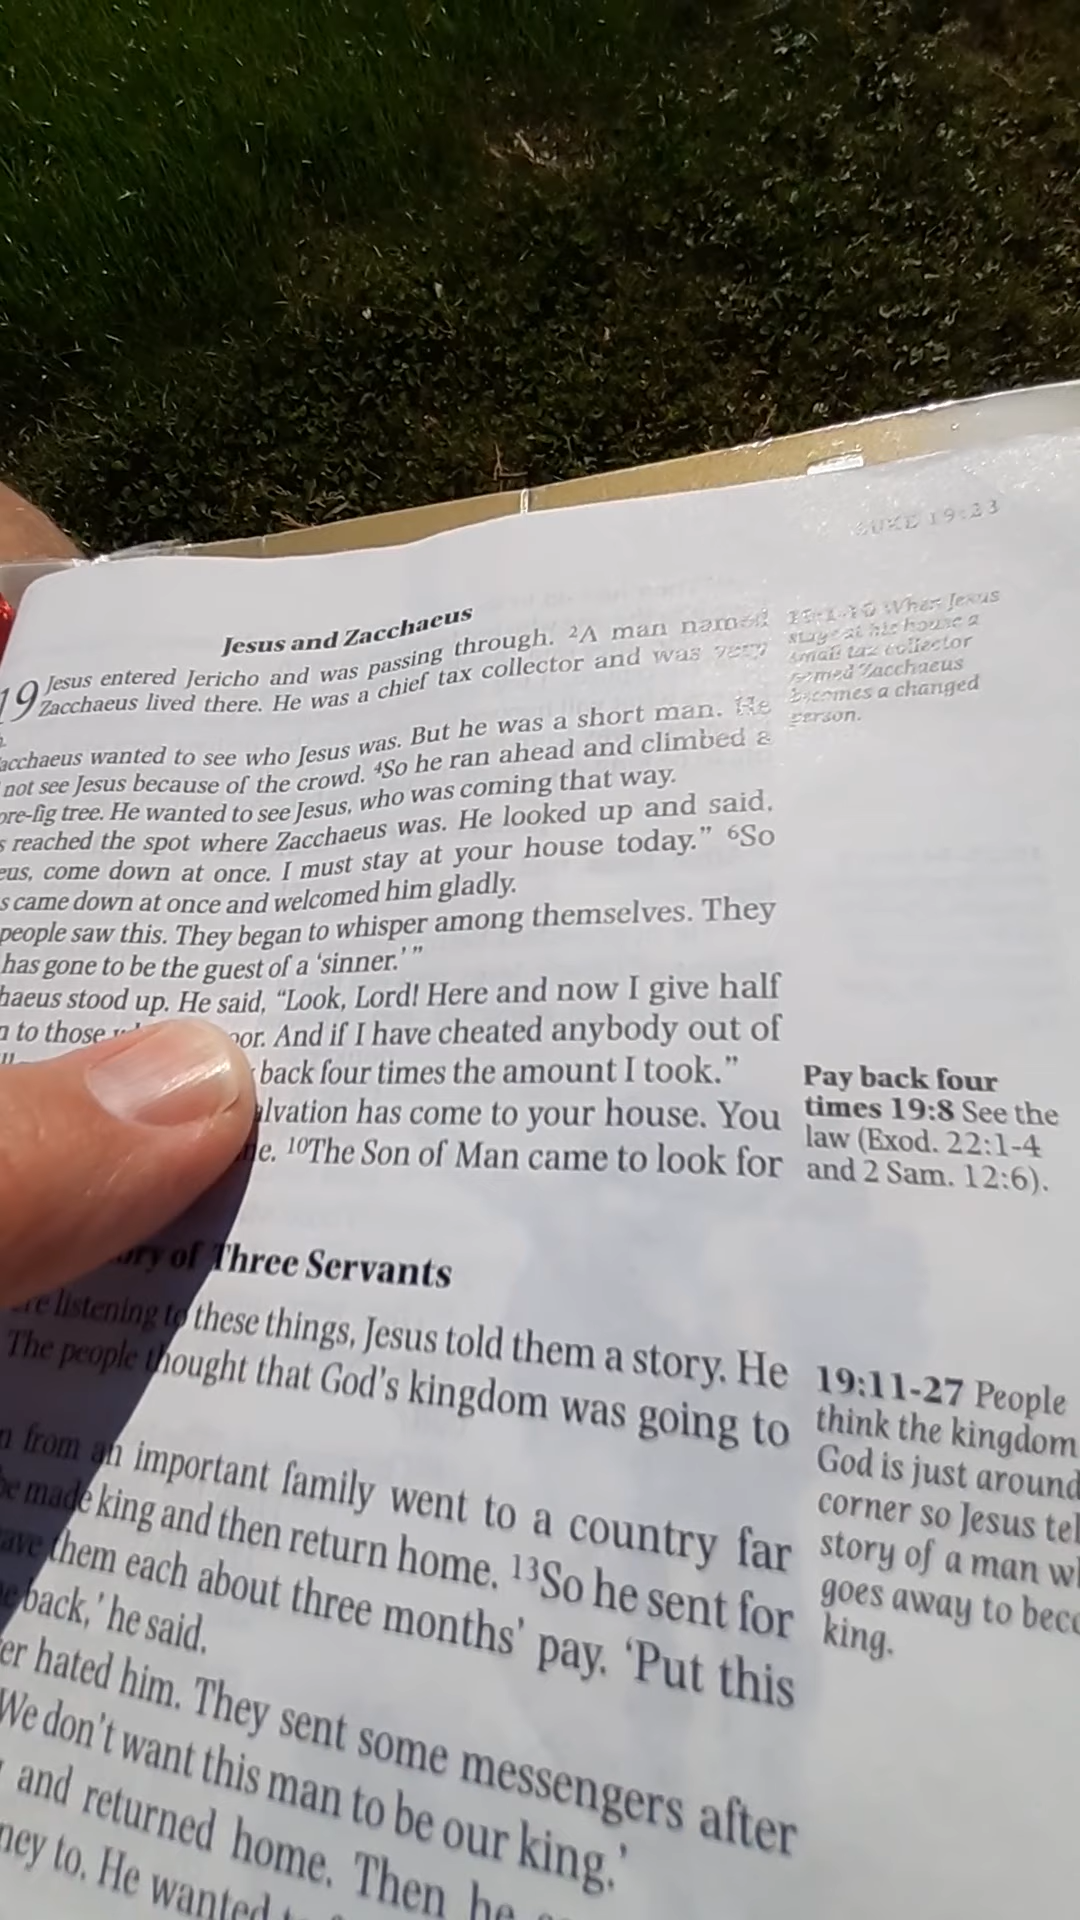 LUKE 19:23
Jesus and Zacchaeus
19 Jesus entered Jericho and was passing through. 2A man named
Zacchaeus lived there. He was a chief tax collector and was very
acchaeus wanted to see who Jesus was. But he was a short man. He
not see Jesus because of the crowd. 4So he ran ahead and climbed a
ore-fig tree. He wanted to see Jesus, who was coming that way.
s reached the spot where Zacchaeus was. He looked up and said,
eus, come down at once. I must stay at your house today.” 6So
s came down at once and welcomed him gladly.
people saw this. They began to whisper among themselves. They
has gone to be the guest of a ‘sinner.’ ”
haeus stood up. He said, “Look, Lord! Here and now I give half
n to those oor. And if I have cheated anybody out of
back four times the amount I took.”
alvation has come to your house. You
ne. 10The Son of Man came to look for
19:1-10 When Jesus
stays at his house a
small tax collector
named Zacchaeus
becomes a changed
person.
Pay back four
times 19:8 See the
law (Exod. 22:1-4
and 2 Sam. 12:6).
ory of Three Servants
ere listening to these things, Jesus told them a story. He
The people thought that God’s kingdom was going to
n from an important family went to a country far
be made king and then return home. 13So he sent for
ave them each about three months’ pay. ‘Put this
e back,’ he said.
er hated him. They sent some messengers after
We don’t want this man to be our king.’
and returned home. Then he
ney to. He wanted
19:11-27 People
think the kingdom
God is just around
corner so Jesus tel
story of a man wh
goes away to beco
king.